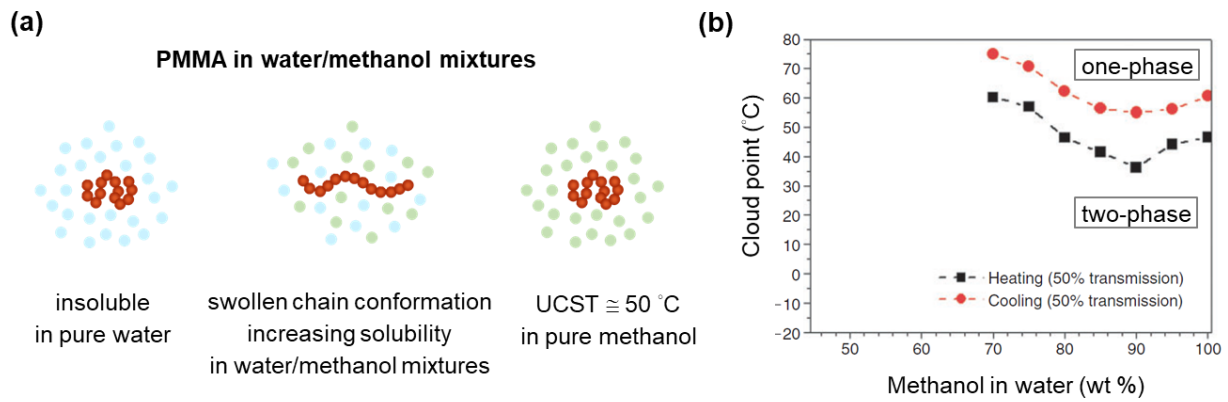 (a)
PMMA in water/methanol mixtures
insoluble
in pure water
swollen chain conformation
increasing solubility
in water/methanol mixtures
UCST ≅ 50 °C
in pure methanol
(b)
Cloud point (°C)
80
70
60
50
40
30
20
10
0
−10
−20
one-phase
two-phase
Heating (50% transmission)
Cooling (50% transmission)
50 60 70 80 90 100
Methanol in water (wt %)